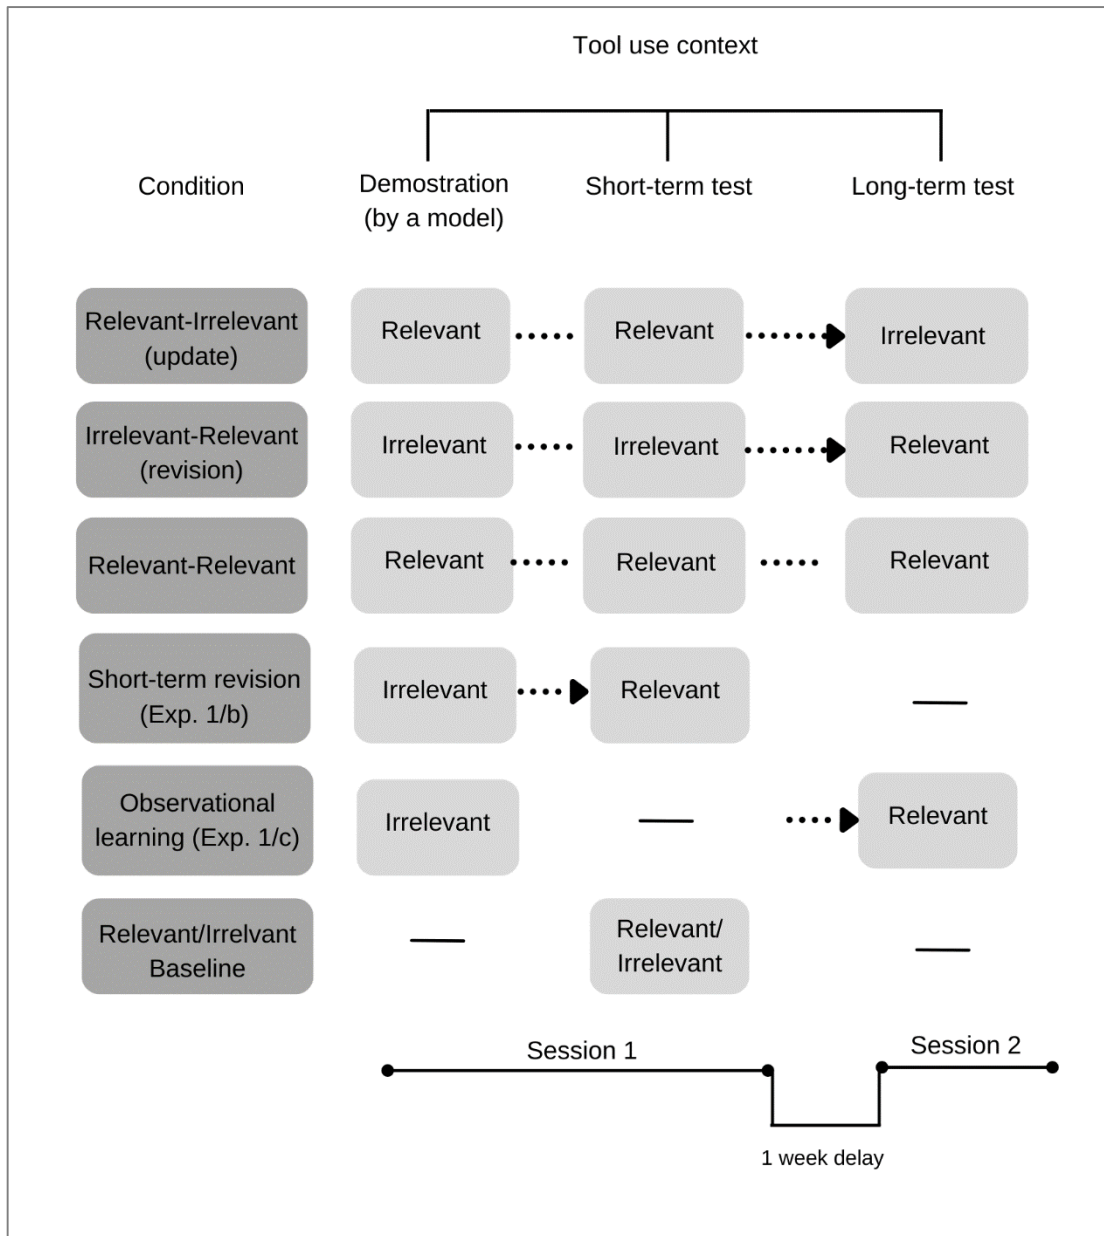 Tool use context
Condition
Demostration
(by a model)
Short-term test
Long-term test
Relevant-Irrelevant
(update)
Relevant
Relevant
Irrelevant
Irrelevant-Relevant
(revision)
Irrelevant
Irrelevant
Relevant
Relevant-Relevant
Relevant
Relevant
Relevant
Short-term revision
(Exp. 1/b)
Irrelevant
Relevant
Observational
learning (Exp. 1/c)
Irrelevant
Relevant
Relevant/Irrelvant
Baseline
Relevant/
Irrelevant
Session 1
Session 2
1 week delay